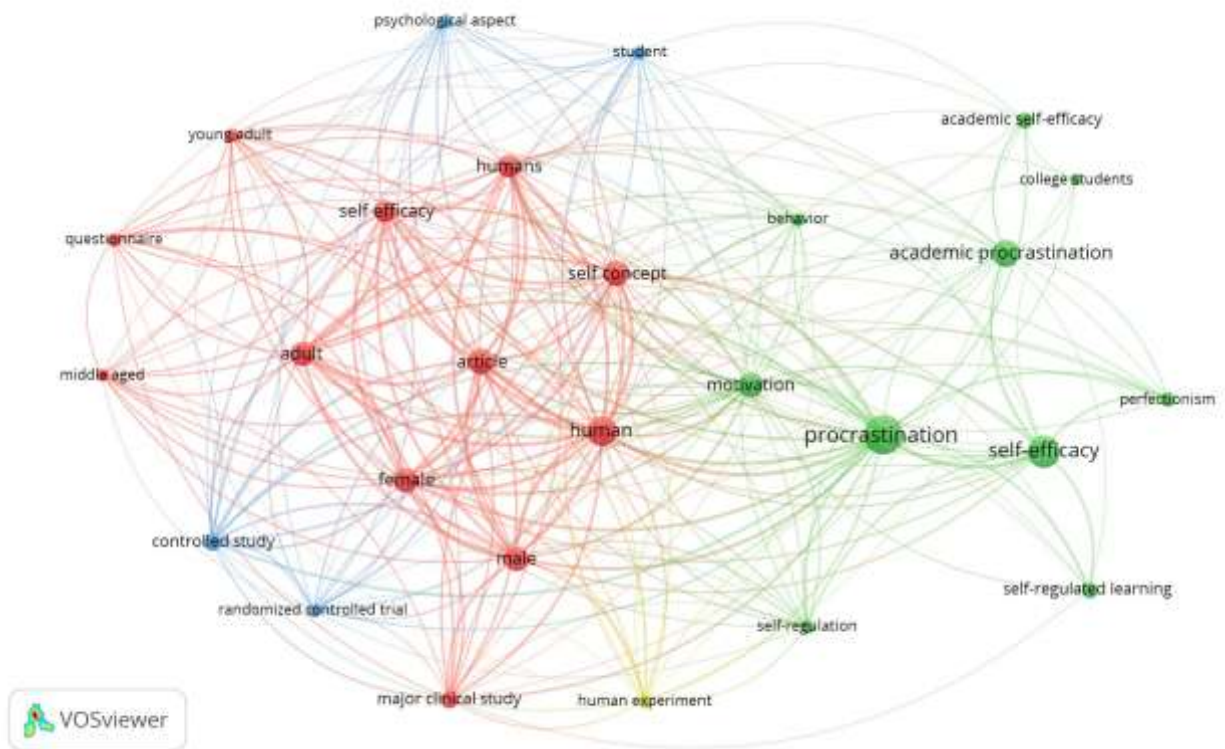 psychological aspect
student
academic self-efficacy
young adult
humans
college students
self efficacy
behavior
questionnaire
academic procrastination
self concept
adult
article
middle aged
motivation
perfectionism
human
procrastination
self-efficacy
female
controlled study
male
self-regulated learning
randomized controlled trial
self-regulation
major clinical study
human experiment
VOSviewer